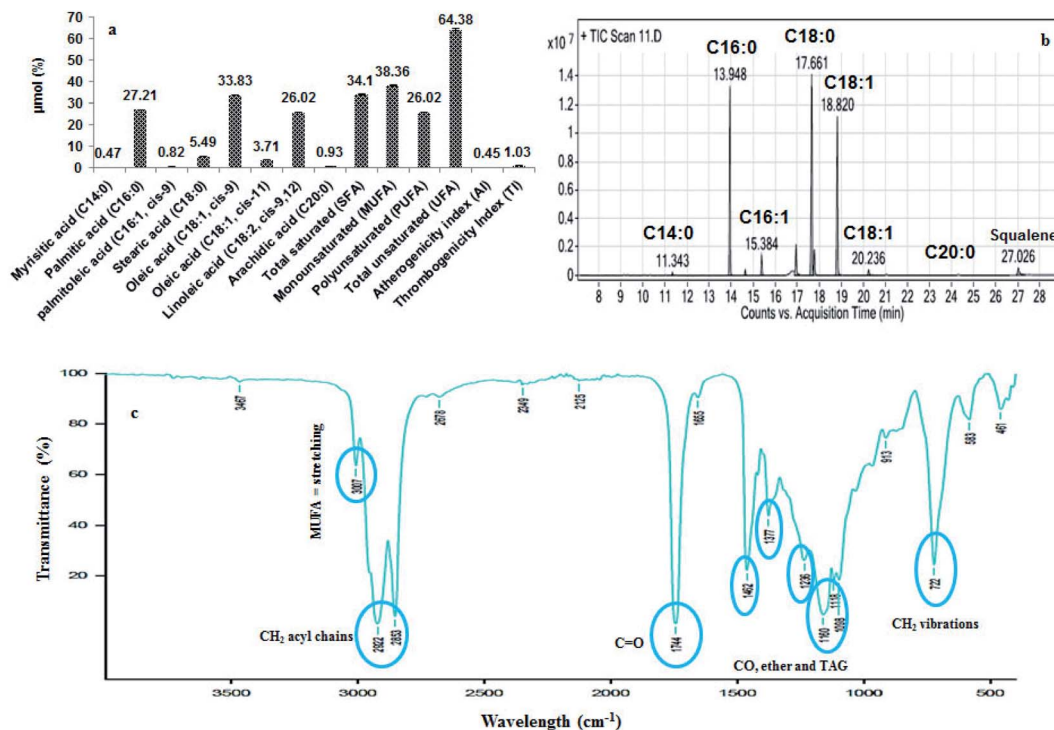 a
µmol (%)
70
60
50
40
30
20
10
0
0.47
27.21
0.82
5.49
33.83
3.71
26.02
0.93
34.1
38.36
26.02
64.38
0.45
1.03
Myrisitic acid (C14:0)
Palmitic acid (C16:0)
palmitoleic acid (C16:1, cis-9)
Stearic acid (C18:0)
Oleic acid (C18:1, cis-9)
Oleic acid (C18:1, cis-11)
Linoleic acid (C18:2, cis-9,12)
Arachidic acid (C20:0)
Total saturated (SFA)
Monounsaturated (MUFA)
Polyunsaturated (PUFA)
Total unsaturated (UFA)
Atherogenicity index (AI)
Thrmbogenicity Index (TI)
b
x10⁷
+ TIC Scan 11.D
1.4
1.2
1
0.8
0.6
0.4
0.2
0
C14:0
11.343
C16:0
13.948
C16:1
15.384
C18:0
17.661
C18:1
18.820
C18:1
20.236
C20:0
Squalene
27.026
8 9 10 11 12 13 14 15 16 17 18 19 20 21 22 23 24 25 26 27 28
Counts vs. Acquisition Time (min)
c
Transmittance (%)
100
80
60
40
20
3467
3007
MUFA = stretching
2922
2853
CH₂ acyl chains
2678
2349
2125
1744
C=O
1655
1462
1377
1236
1160
1118
1098
CO, ether and TAG
913
722
CH₂ vibrations
583
461
3500 3000 2500 2000 1500 1000 500
Wavelength (cm⁻¹)